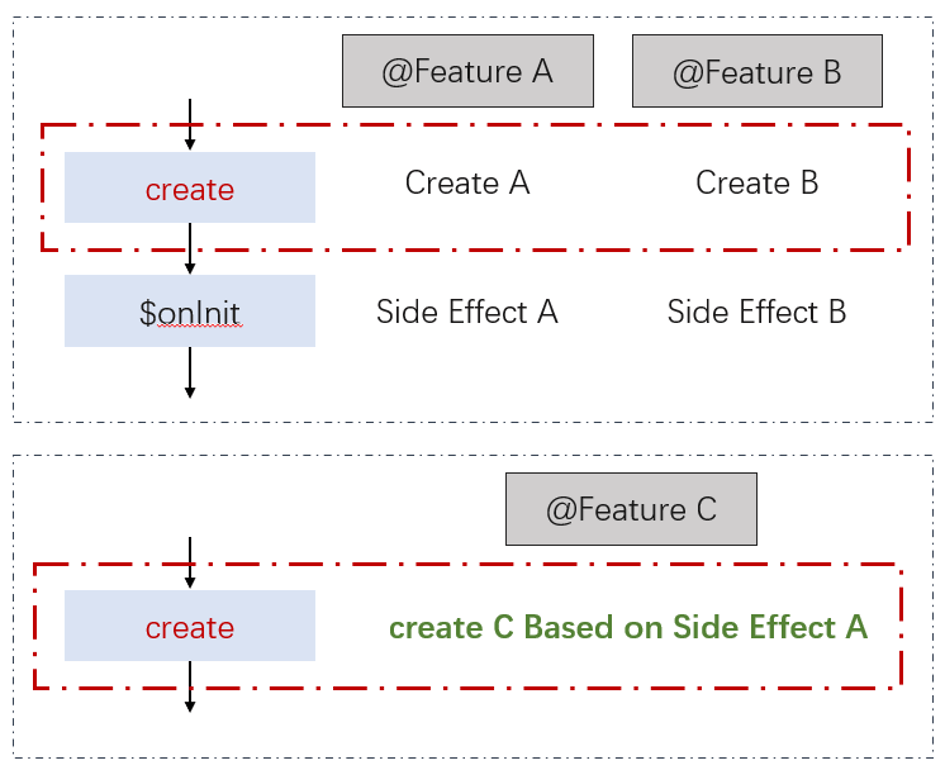 @Feature A
@Feature B
create
Create A
Create B
$onInit
Side Effect A
Side Effect B
@Feature C
create
create C Based on Side Effect A